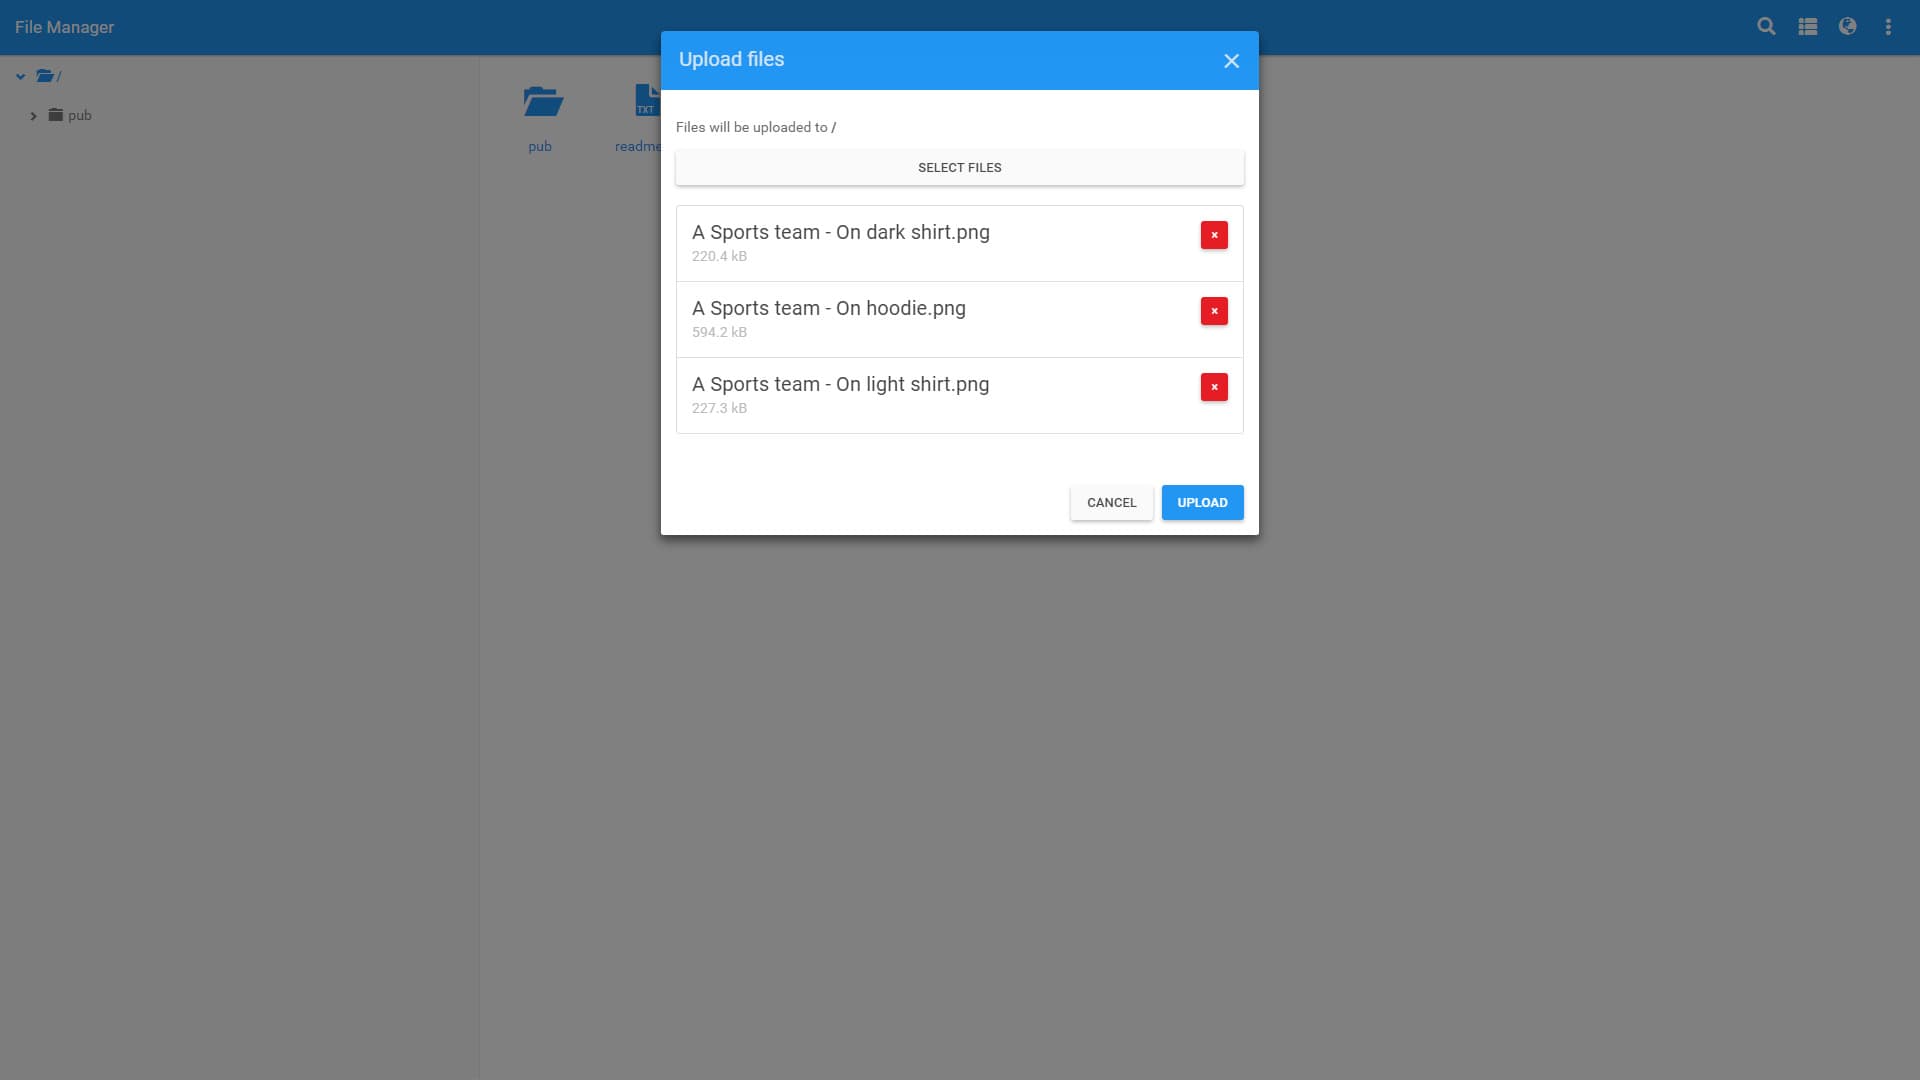 File Manager
/
pub
pub
TXT
readme
Upload files
Files will be uploaded to /
SELECT FILES
A Sports team - On dark shirt.png
220.4 kB
A Sports team - On hoodie.png
594.2 kB
A Sports team - On light shirt.png
227.3 kB
CANCEL
UPLOAD